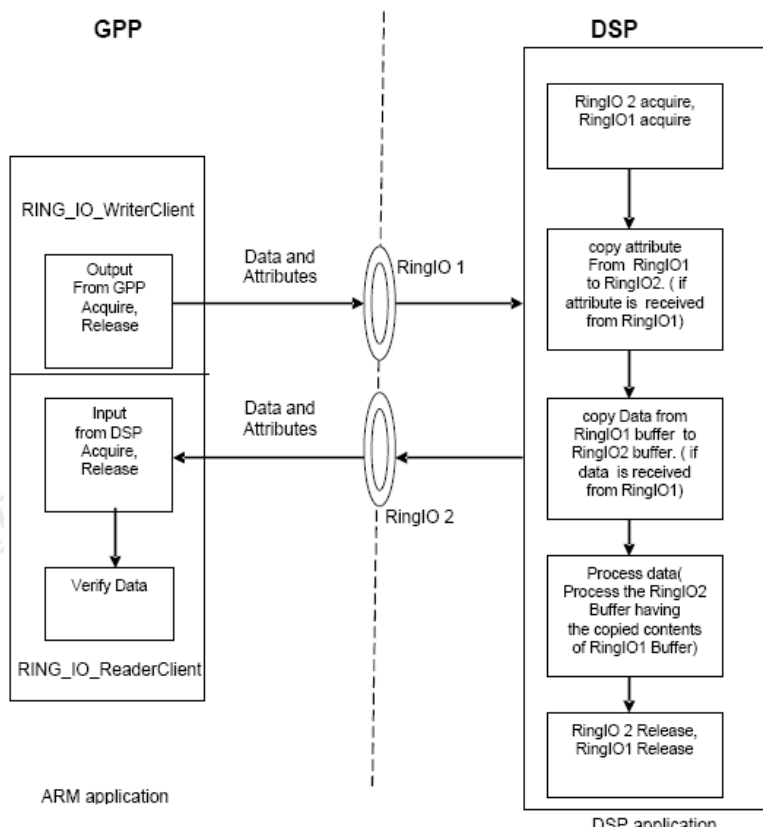 GPP
DSP
RING_IO_WriterClient
Output
From GPP
Acquire,
Release
Data and
Attributes
RingIO 1
Input
from DSP
Acquire,
Release
Data and
Attributes
RingIO 2
Verify Data
RING_IO_ReaderClient
ARM application
RingIO 2 acquire,
RingIO1 acquire
copy attribute
From RingIO1
to RingIO2. ( if
attribute is received
from RingIO1)
copy Data from
RingIO1 buffer to
RingIO2 buffer. ( if
data is received
from RingIO1)
Process data(
Process the RingIO2
Buffer having
the copied contents
of RingIO1 Buffer)
RingIO 2 Release,
RingIO1 Release
DSP application